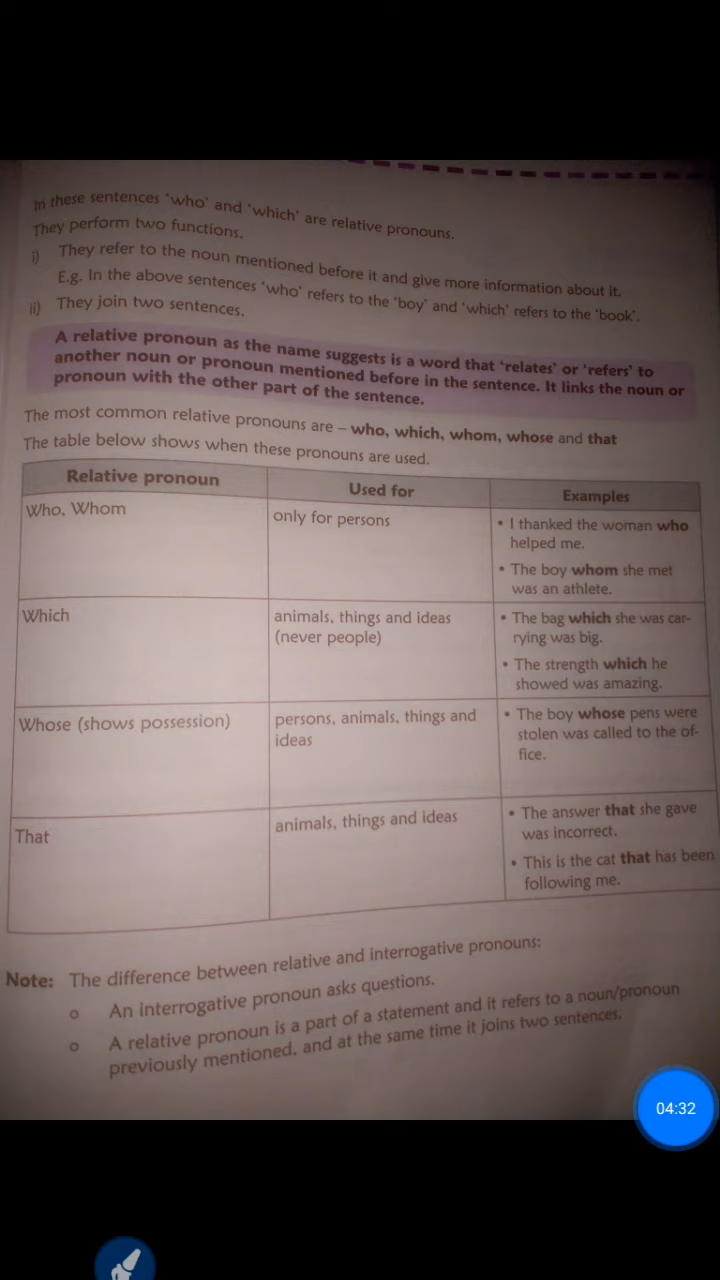 In these sentences 'who' and 'which' are relative pronouns.
They perform two functions.
i) They refer to the noun mentioned before it and give more information about it.
E.g. In the above sentences 'who' refers to the 'boy' and 'which' refers to the 'book'.
ii) They join two sentences.
A relative pronoun as the name suggests is a word that 'relates' or 'refers' to
another noun or pronoun mentioned before in the sentence. It links the noun or
pronoun with the other part of the sentence.
The most common relative pronouns are – who, which, whom, whose and that
The table below shows when these pronouns are used.
Relative pronoun Used for Examples
Who, Whom
only for persons
• I thanked the woman who
helped me.
• The boy whom she met
was an athlete.
Which
animals, things and ideas
(never people)
• The bag which she was car-
rying was big.
• The strength which he
showed was amazing.
Whose (shows possession)
persons, animals, things and
ideas
• The boy whose pens were
stolen was called to the of-
fice.
That
animals, things and ideas
• The answer that she gave
was incorrect.
• This is the cat that has been
following me.
Note: The difference between relative and interrogative pronouns:
o An interrogative pronoun asks questions.
o A relative pronoun is a part of a statement and it refers to a noun/pronoun
previously mentioned, and at the same time it joins two sentences.
04:32